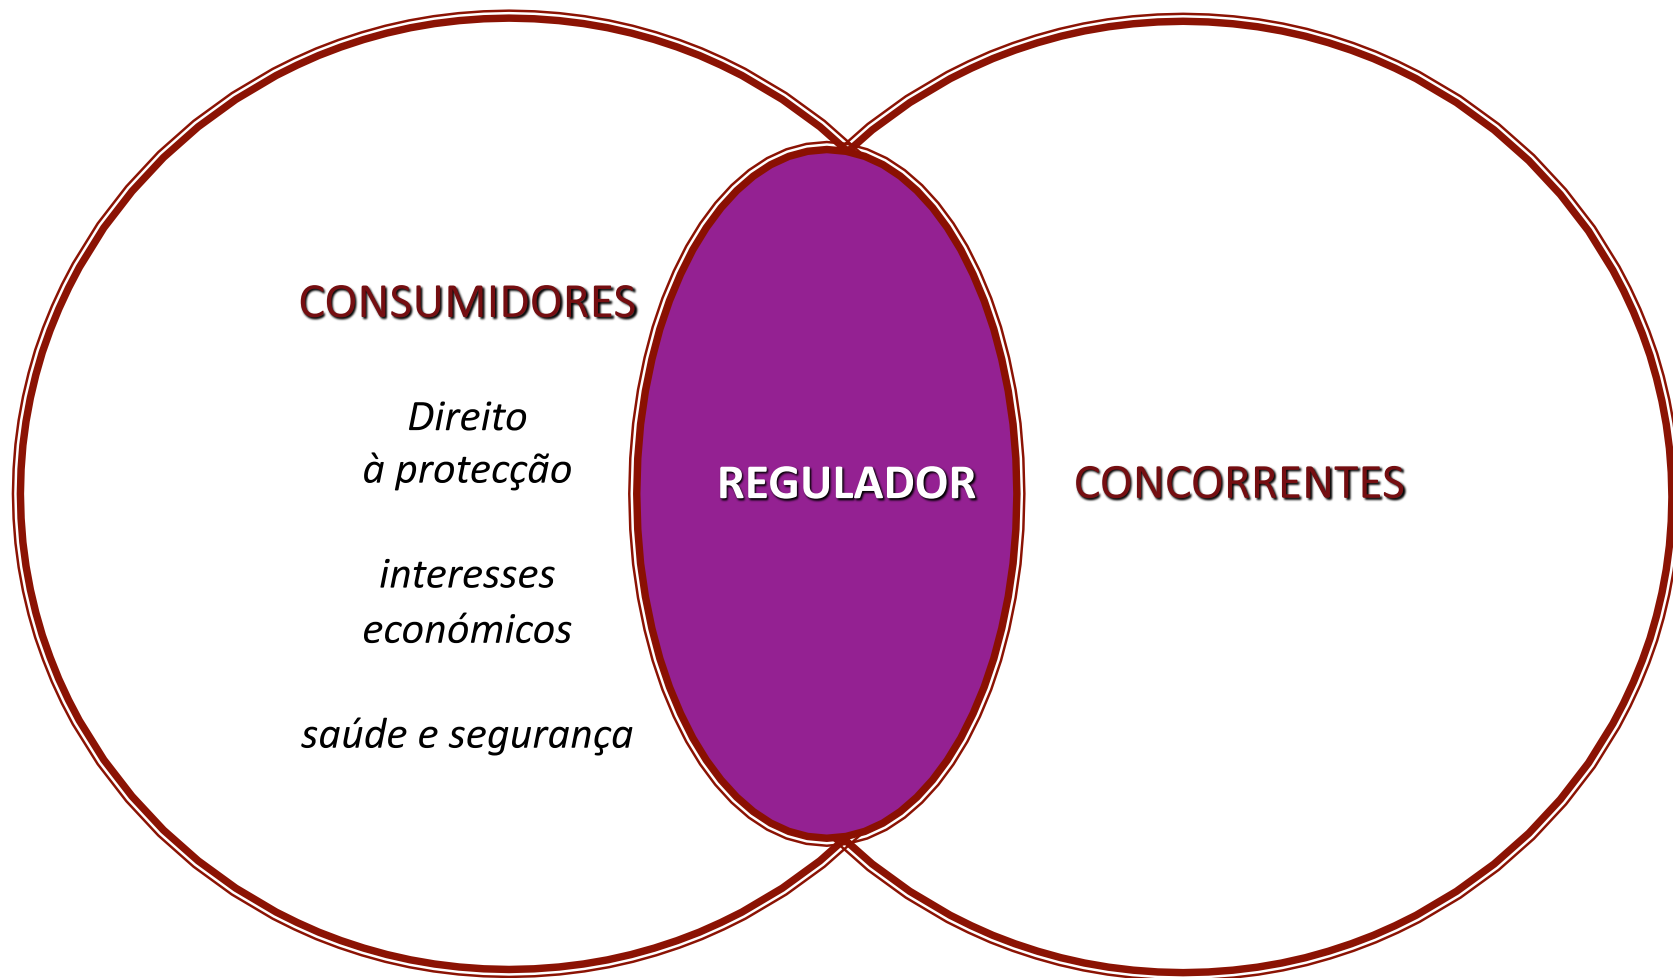 CONSUMIDORES
Direito
à protecção
interesses
económicos
saúde e segurança
REGULADOR
CONCORRENTES